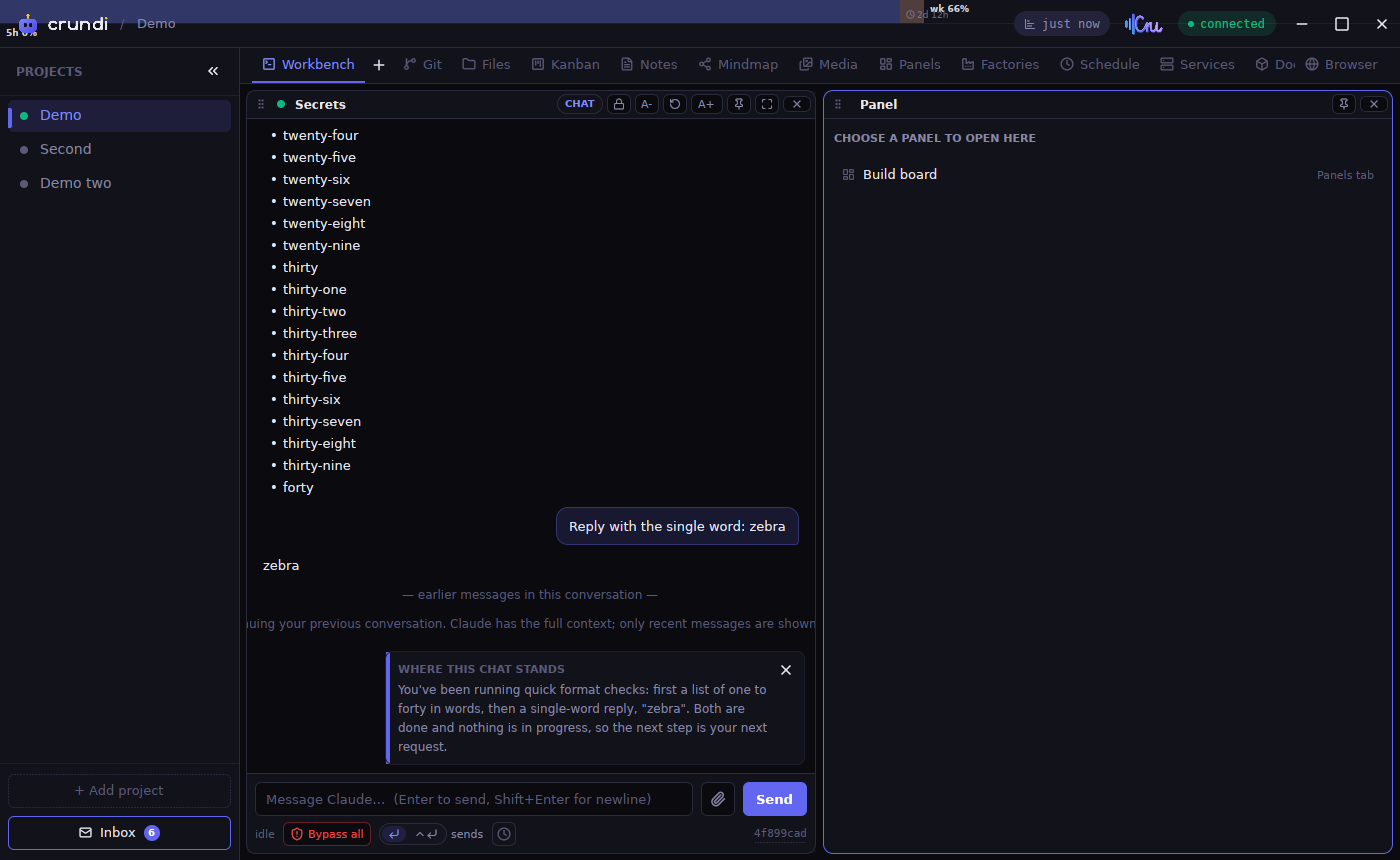 wk 66%
2d 12h
crundi / Demo
just now
Cru
connected
PROJECTS
Demo
Second
Demo two
+ Add project
Inbox 6
Workbench + Git Files Kanban Notes Mindmap Media Panels Factories Schedule Services Doc Browser
Secrets
CHAT
A-
A+
• twenty-four
• twenty-five
• twenty-six
• twenty-seven
• twenty-eight
• twenty-nine
• thirty
• thirty-one
• thirty-two
• thirty-three
• thirty-four
• thirty-five
• thirty-six
• thirty-seven
• thirty-eight
• thirty-nine
• forty
Reply with the single word: zebra
zebra
— earlier messages in this conversation —
your previous conversation. Claude has the full context; only recent messages are shown
WHERE THIS CHAT STANDS
You've been running quick format checks: first a list of one to
forty in words, then a single-word reply, "zebra". Both are
done and nothing is in progress, so the next step is your next
request.
Message Claude... (Enter to send, Shift+Enter for newline)
Send
idle
Bypass all
sends
4f899cad
Panel
CHOOSE A PANEL TO OPEN HERE
Build board
Panels tab